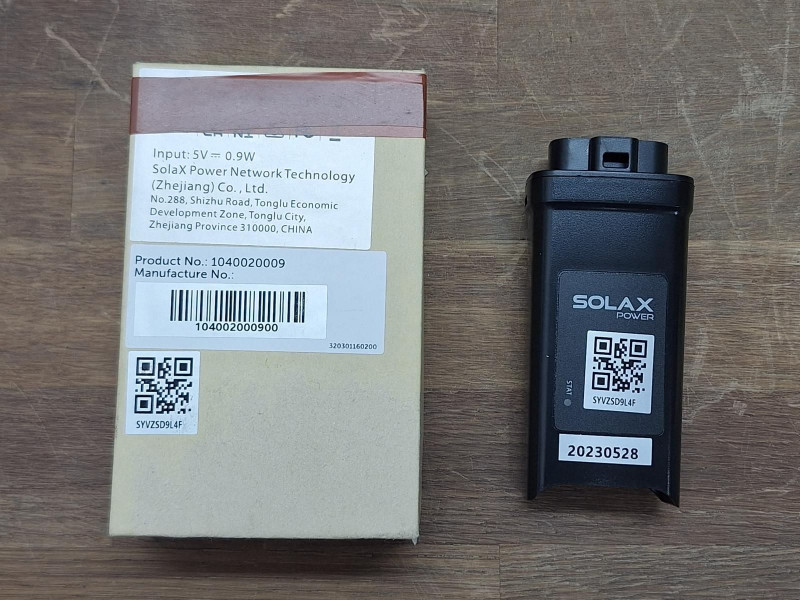 Input: 5V⎓ 0.9W
SolaX Power Network Technology
(Zhejiang) Co., Ltd.
No.288, Shizhu Road, Tonglu Economic
Development Zone, Tonglu City,
Zhejiang Province 310000, CHINA
Product No.: 1040020009
Manufacture No.:
104002000900
320301160200
SYVZSD9L4F
SOLAX
POWER
SYVZSD9L4F
STAT
20230528